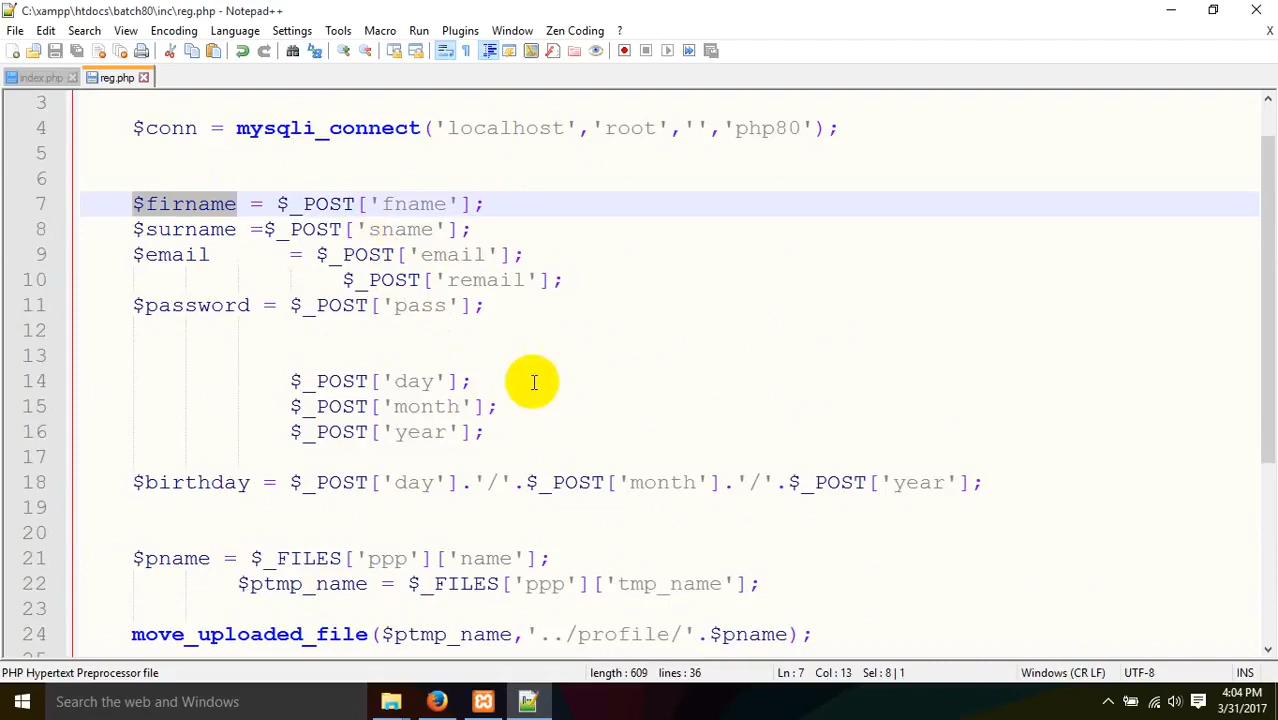 C:\xampp\htdocs\batch80\inc\reg.php - Notepad++
File Edit Search View Encoding Language Settings Tools Macro Run Plugins Window Zen Coding ? X
index.php reg.php
3
4 $conn = mysqli_connect('localhost','root','','php80');
5
6
7 $firname = $_POST['fname'];
8 $surname =$_POST['sname'];
9 $email = $_POST['email'];
10 $_POST['remail'];
11 $password = $_POST['pass'];
12
13
14 $_POST['day'];
15 $_POST['month'];
16 $_POST['year'];
17
18 $birthday = $_POST['day'].'/'.$_POST['month'].'/'.$_POST['year'];
19
20
21 $pname = $_FILES['ppp']['name'];
22 $ptmp_name = $_FILES['ppp']['tmp_name'];
23
24 move_uploaded_file($ptmp_name,'../profile/'.$pname);
PHP Hypertext Preprocessor file length : 609 lines : 36 Ln : 7 Col : 13 Sel : 8 | 1 Windows (CR LF) UTF-8 INS
Search the web and Windows
4:04 PM
3/31/2017